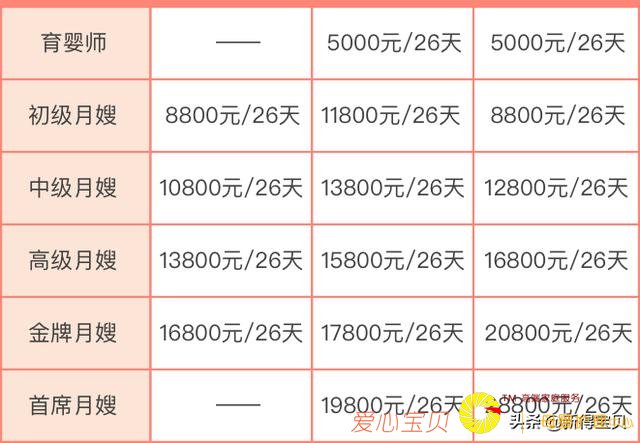 育婴师 —— 5000元/26天 5000元/26天
初级月嫂 8800元/26天 11800元/26天 8800元/26天
中级月嫂 10800元/26天 13800元/26天 12800元/26天
高级月嫂 13800元/26天 15800元/26天 16800元/26天
金牌月嫂 16800元/26天 17800元/26天 20800元/26天
首席月嫂 —— 19800元/26天 8800元/26天
TM 高端家庭服务
爱心宝贝
头条@新得宝贝